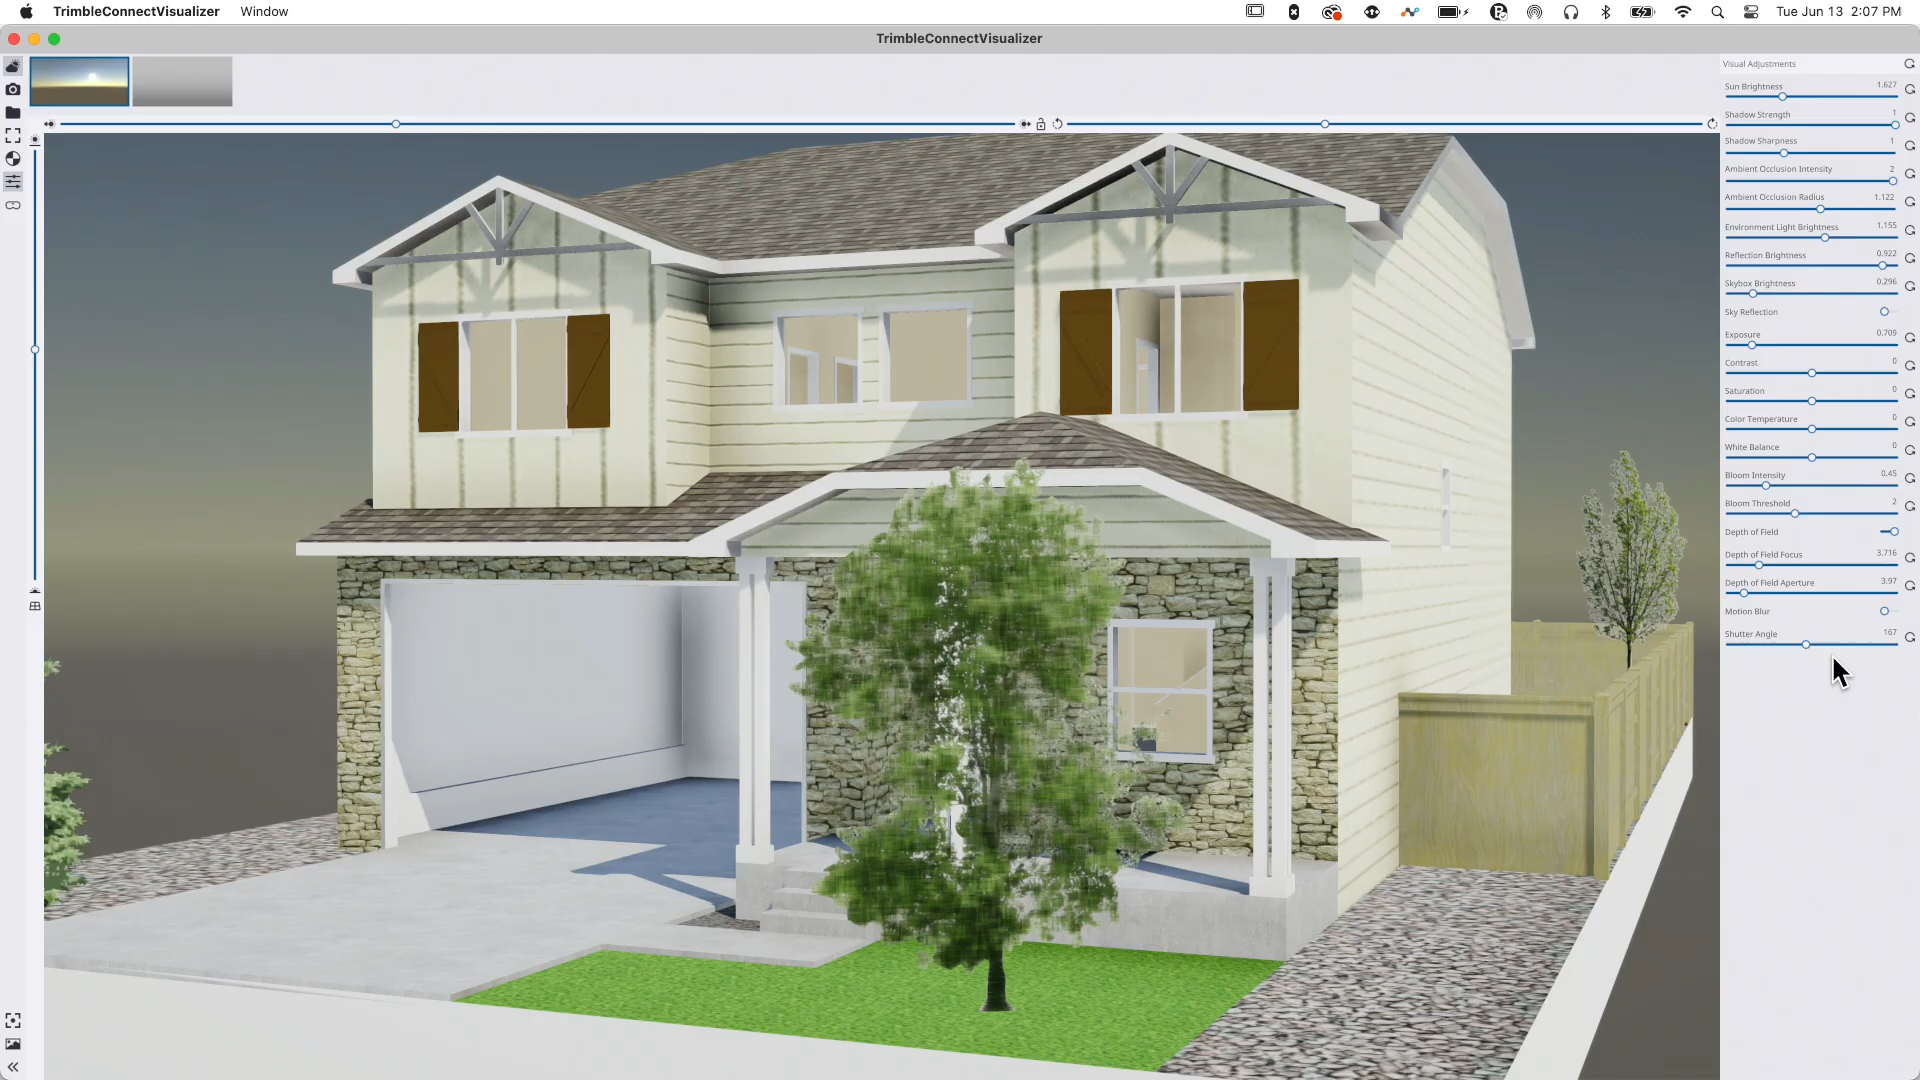 TrimbleConnectVisualizer Window Tue Jun 13 2:07 PM
TrimbleConnectVisualizer
Visual Adjustments
Sun Brightness 1.627
Shadow Strength 1
Shadow Sharpness 1
Ambient Occlusion Intensity 2
Ambient Occlusion Radius 1.122
Environment Light Brightness 1.155
Reflection Brightness 0.922
Skybox Brightness 0.296
Sky Reflection
Exposure 0.709
Contrast 0
Saturation 0
Color Temperature 0
White Balance 0
Bloom Intensity 0.45
Bloom Threshold 2
Depth of Field
Depth of Field Focus 3.716
Depth of Field Aperture 3.97
Motion Blur
Shutter Angle 167